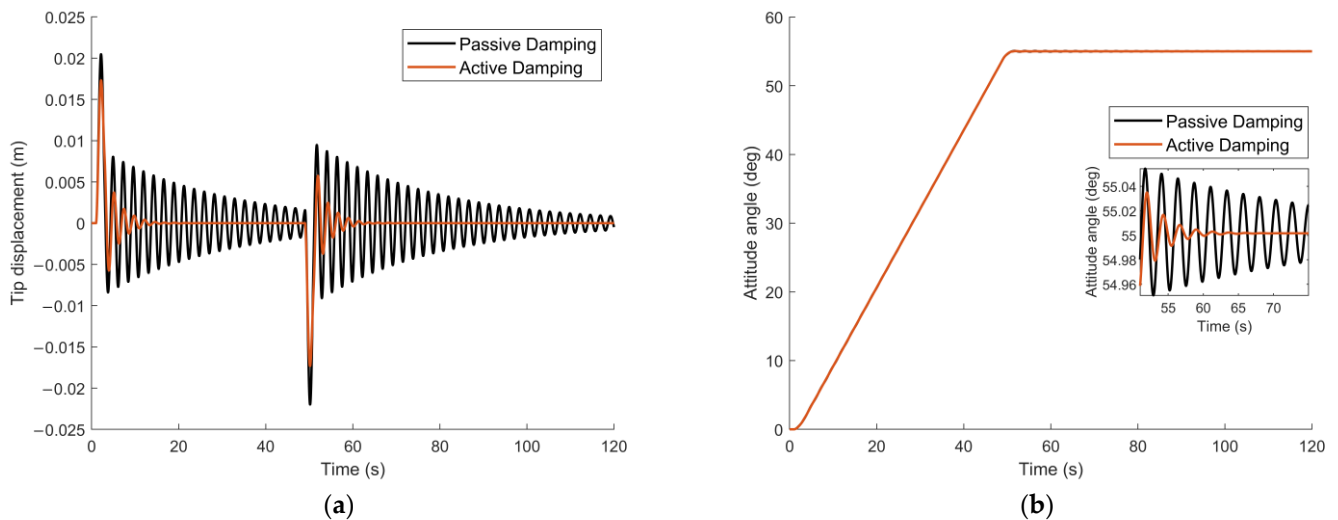 0.025
0.02
0.015
0.01
0.005
0
−0.005
−0.01
−0.015
−0.02
−0.025
Tip displacement (m)
Passive Damping
Active Damping
0 20 40 60 80 100 120
Time (s)
(a)
60
50
40
30
20
10
0
Attitude angle (deg)
Passive Damping
Active Damping
55.04
55.02
55
54.98
54.96
Attitude angle (deg)
55 60 65 70
Time (s)
0 20 40 60 80 100 120
Time (s)
(b)